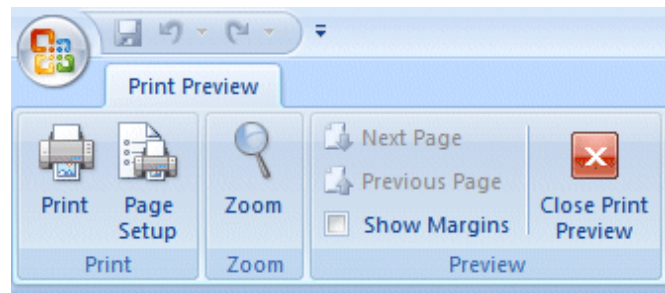 Print Preview
Print
Page
Setup
Print
Zoom
Zoom
Next Page
Previous Page
Show Margins
Close Print
Preview
Preview